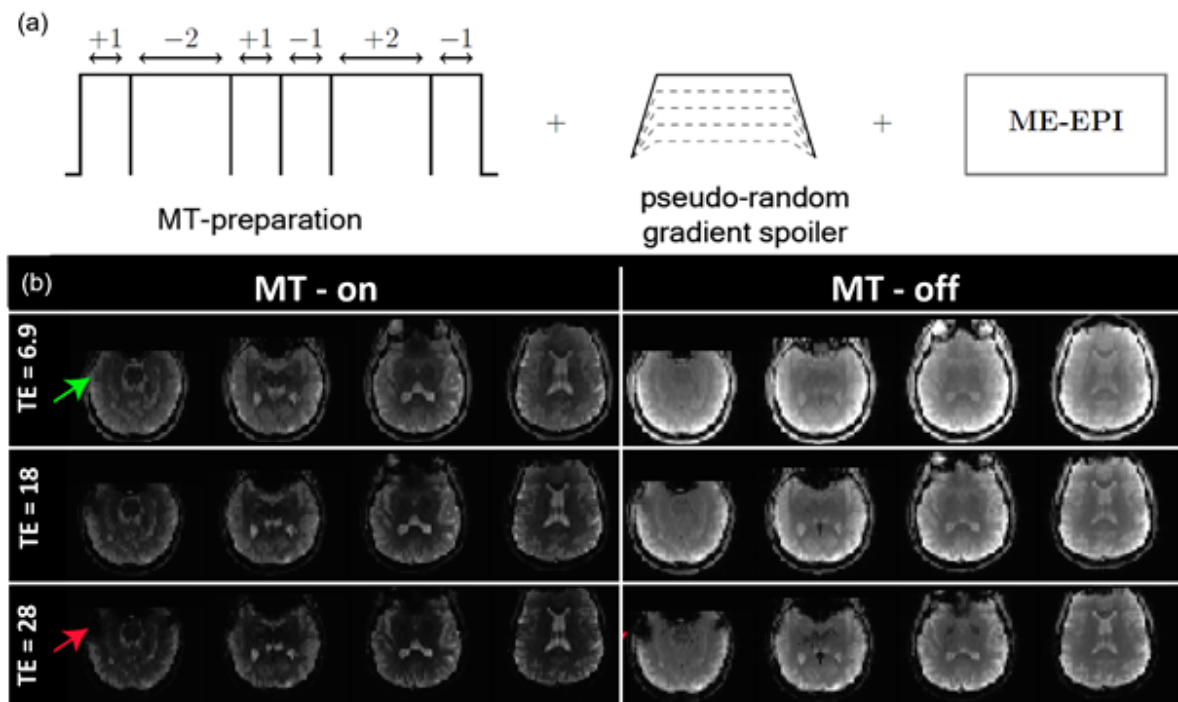 (a)
+1 −2 +1 −1 +2 −1
+ + ME-EPI
MT-preparation
pseudo-random
gradient spoiler
(b)
MT - on MT - off
TE = 6.9
TE = 18
TE = 28